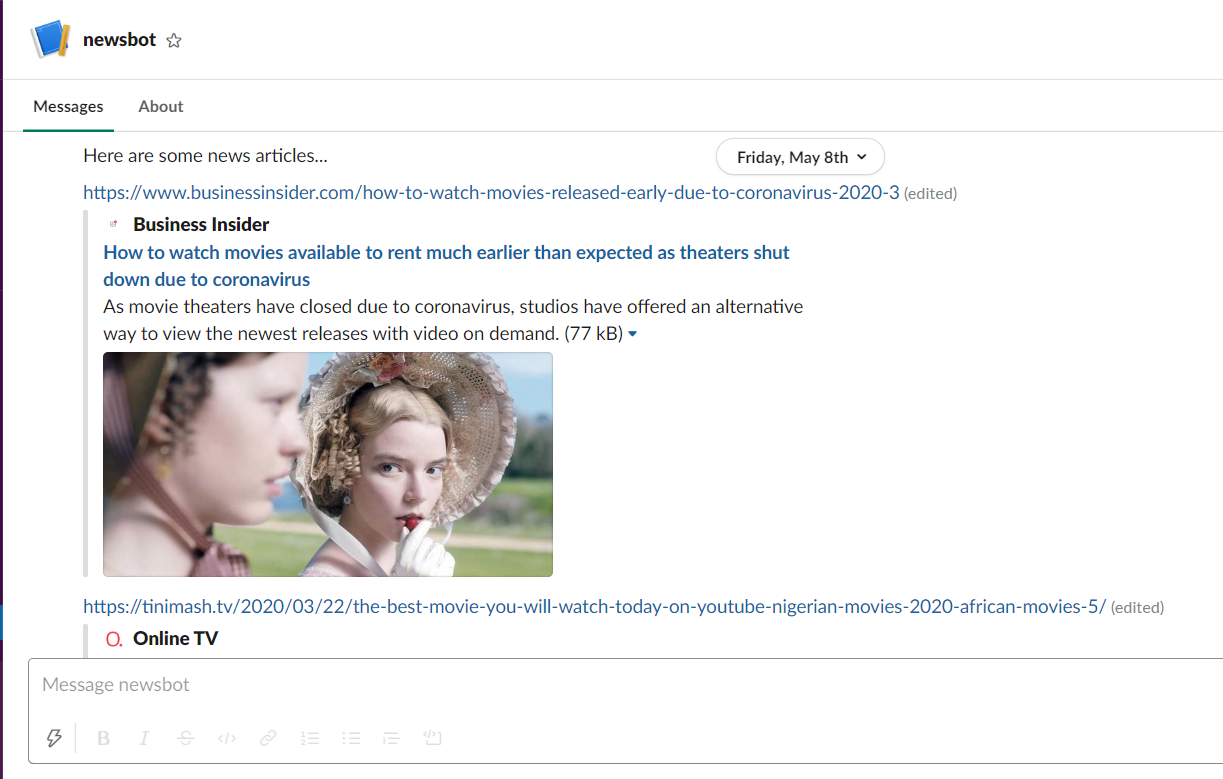 newsbot
Messages About
Here are some news articles...
Friday, May 8th
https://www.businessinsider.com/how-to-watch-movies-released-early-due-to-coronavirus-2020-3 (edited)
Business Insider
How to watch movies available to rent much earlier than expected as theaters shut
down due to coronavirus
As movie theaters have closed due to coronavirus, studios have offered an alternative
way to view the newest releases with video on demand. (77 kB)
https://tinimash.tv/2020/03/22/the-best-movie-you-will-watch-today-on-youtube-nigerian-movies-2020-african-movies-5/ (edited)
O. Online TV
Message newsbot
B I S </>